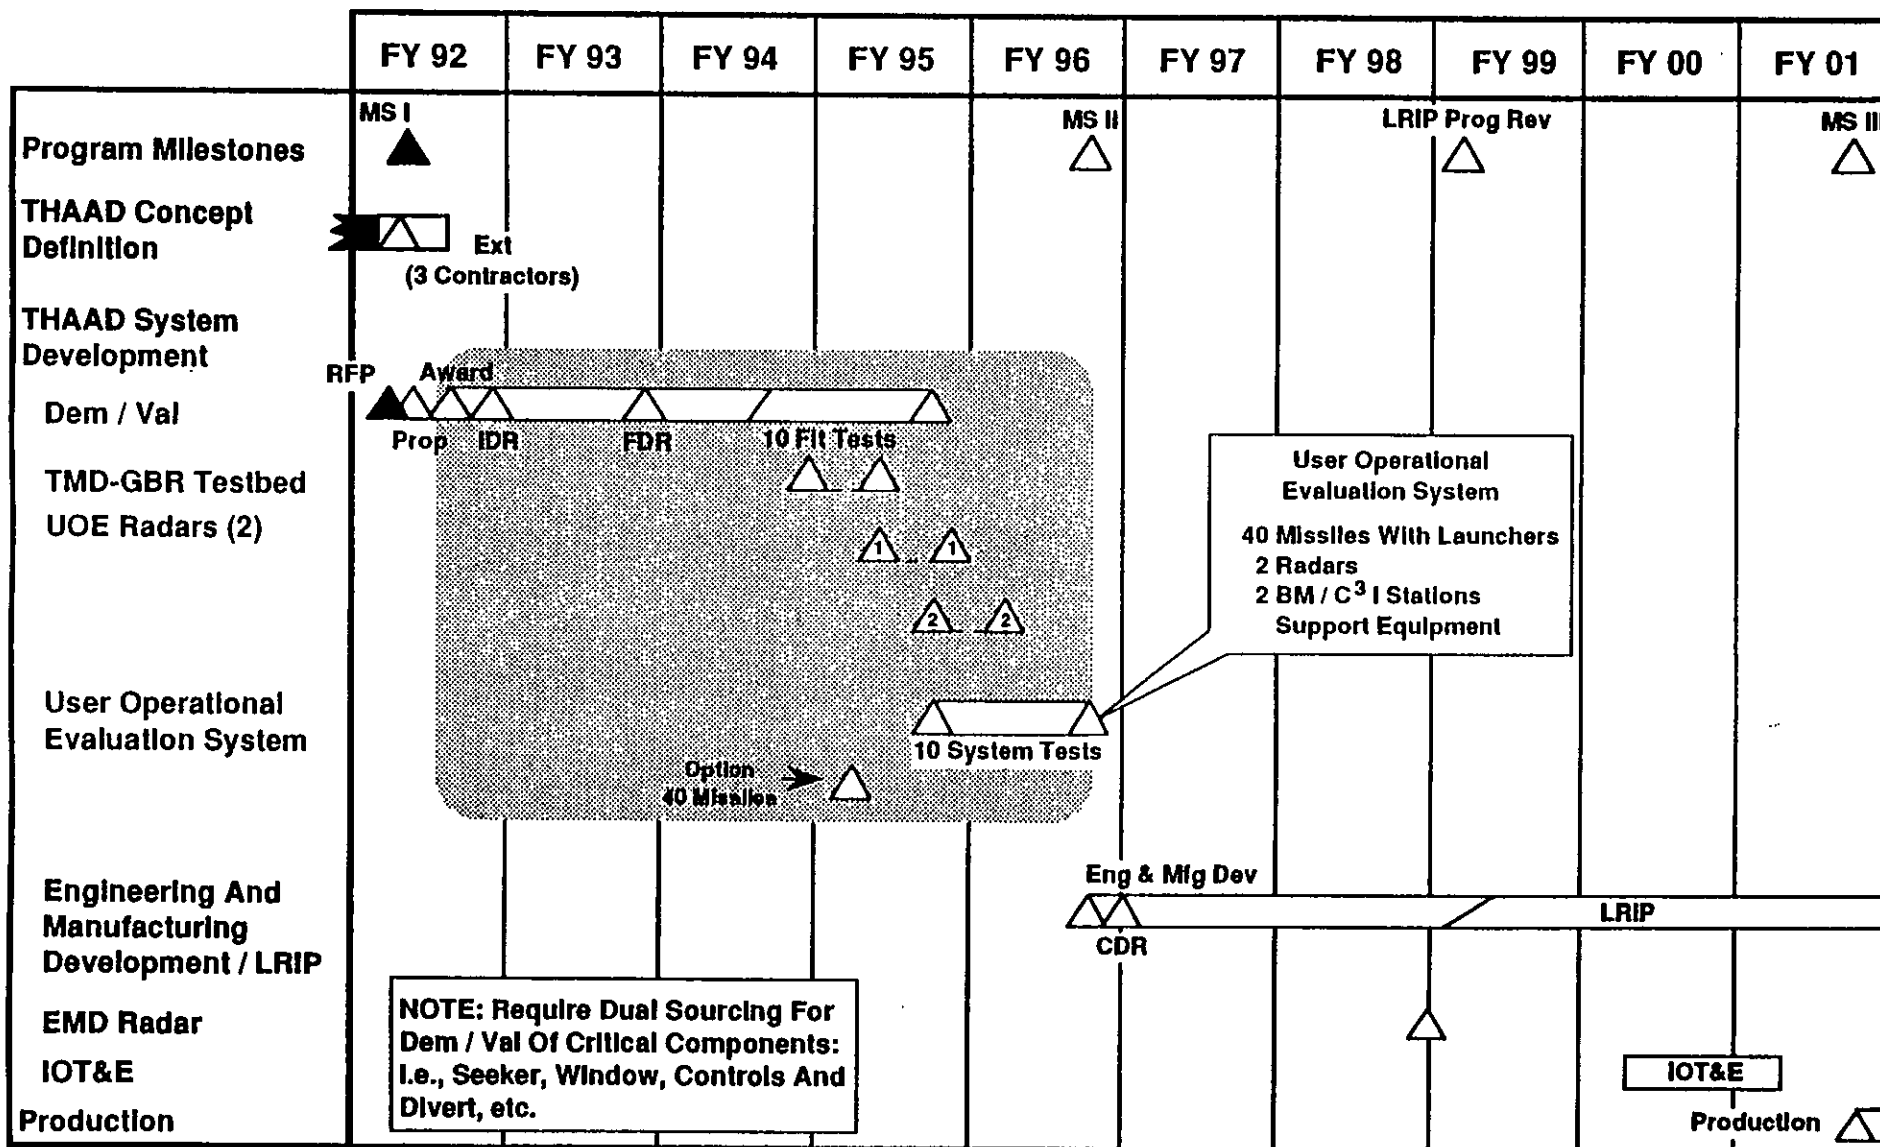 FY 92 FY 93 FY 94 FY 95 FY 96 FY 97 FY 98 FY 99 FY 00 FY 01
MS I
MS II
LRIP Prog Rev
MS III
Program Milestones
THAAD Concept
Definition
Ext
(3 Contractors)
THAAD System
Development
RFP
Award
Dem / Val
Prop
IDR
FDR
10 Flt Tests
TMD-GBR Testbed
UOE Radars (2)
1 1
2 2
User Operational
Evaluation System
40 Missiles With Launchers
2 Radars
2 BM / C³ I Stations
Support Equipment
User Operational
Evaluation System
10 System Tests
Option
40 Missiles
Eng & Mfg Dev
Engineering And
Manufacturing
Development / LRIP
LRIP
CDR
NOTE: Require Dual Sourcing For
Dem / Val Of Critical Components:
i.e., Seeker, Window, Controls And
Divert, etc.
EMD Radar
IOT&E
IOT&E
Production
Production